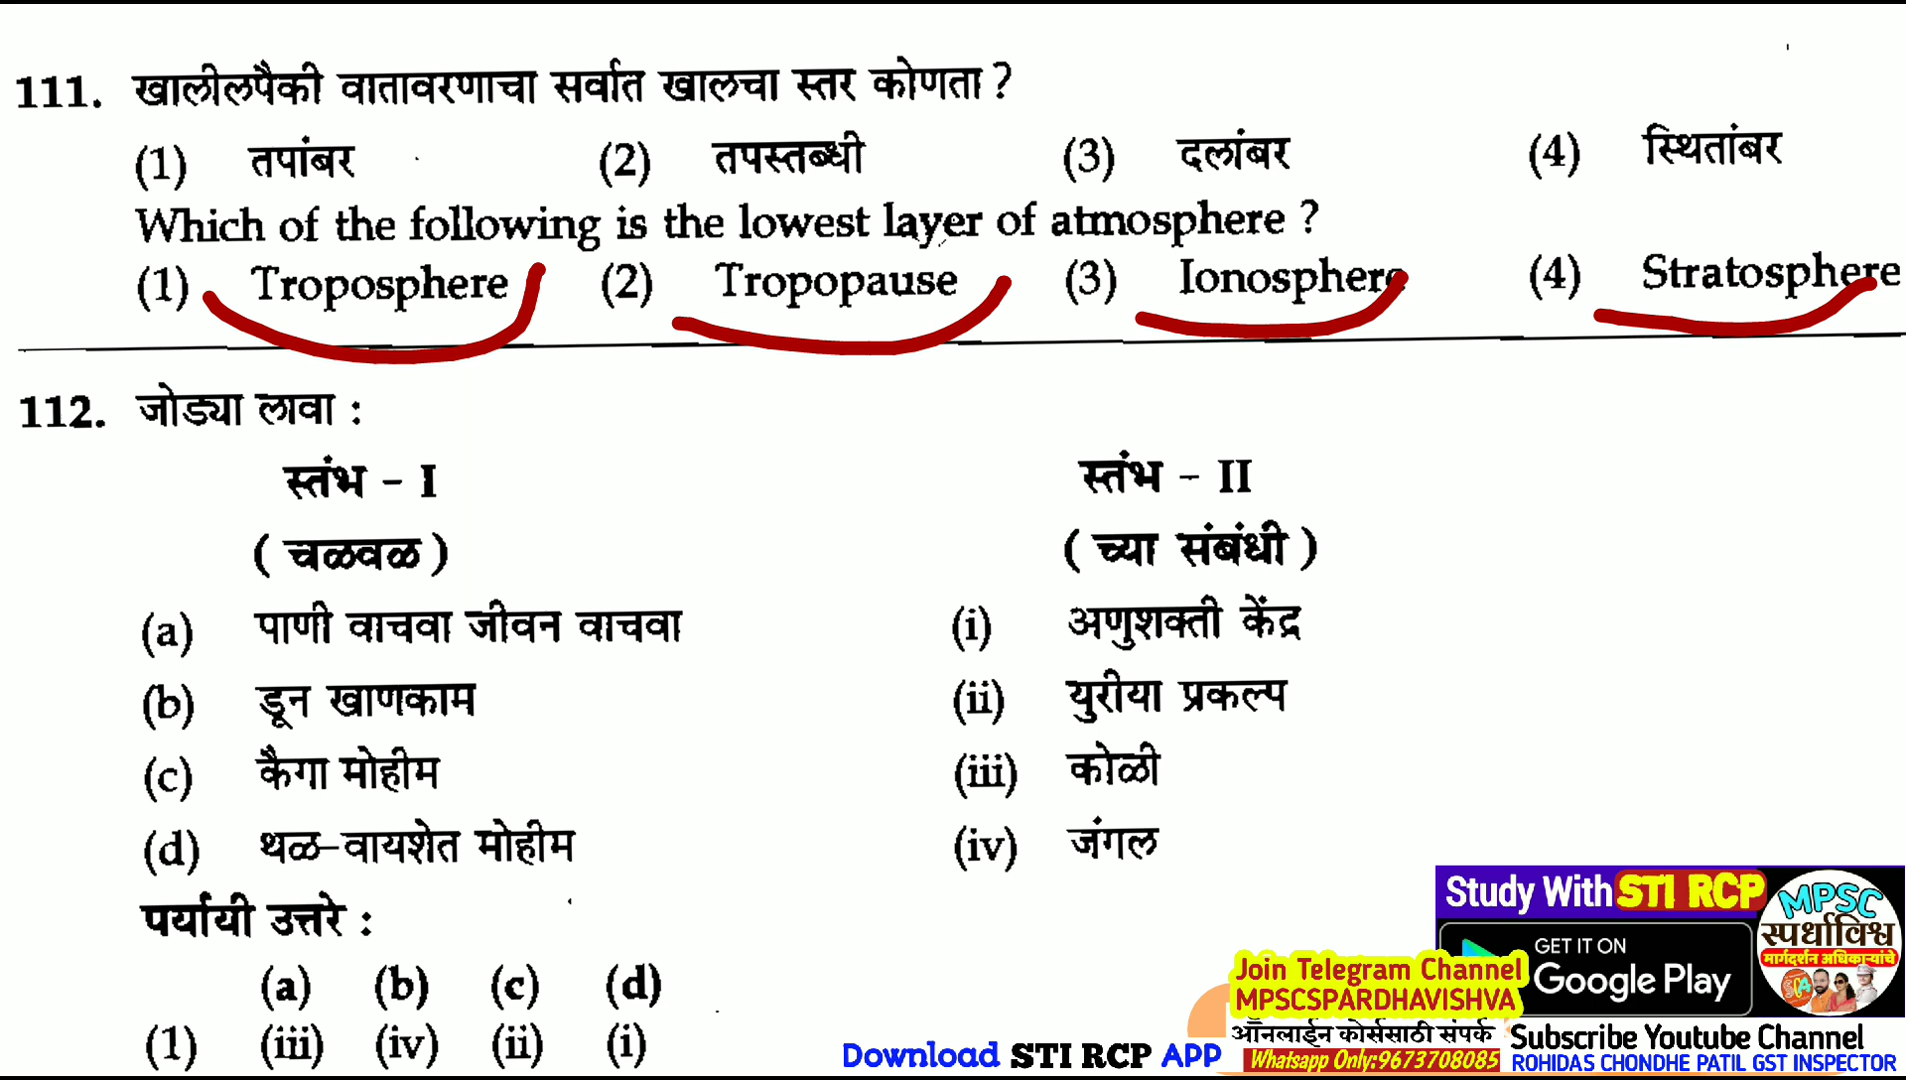 111. खालीलपैकी वातावरणाचा सर्वात खालचा स्तर कोणता ?
(1) तपांबर (2) तपस्तब्धी (3) दलांबर (4) स्थितांबर
Which of the following is the lowest layer of atmosphere ?
(1) Troposphere (2) Tropopause (3) Ionosphere (4) Stratosphere
112. जोड्या लावा :
स्तंभ - I स्तंभ - II
( चळवळ ) ( च्या संबंधी )
(a) पाणी वाचवा जीवन वाचवा (i) अणुशक्ती केंद्र
(b) डून खाणकाम (ii) युरीया प्रकल्प
(c) कैगा मोहीम (iii) कोळी
(d) थळ-वायशेत मोहीम (iv) जंगल
पर्यायी उत्तरे :
(a) (b) (c) (d)
(1) (iii) (iv) (ii) (i)
Study With STI RCP
GET IT ON
Google Play
MPSC
स्पर्धाविश्व
मार्गदर्शन अधिकाऱ्यांचे
Join Telegram Channel
MPSCSPARDHAVISHVA
ऑनलाईन कोर्ससाठी संपर्क
Whatsapp Only:9673708085
Download STI RCP APP
Subscribe Youtube Channel
ROHIDAS CHONDHE PATIL GST INSPECTOR